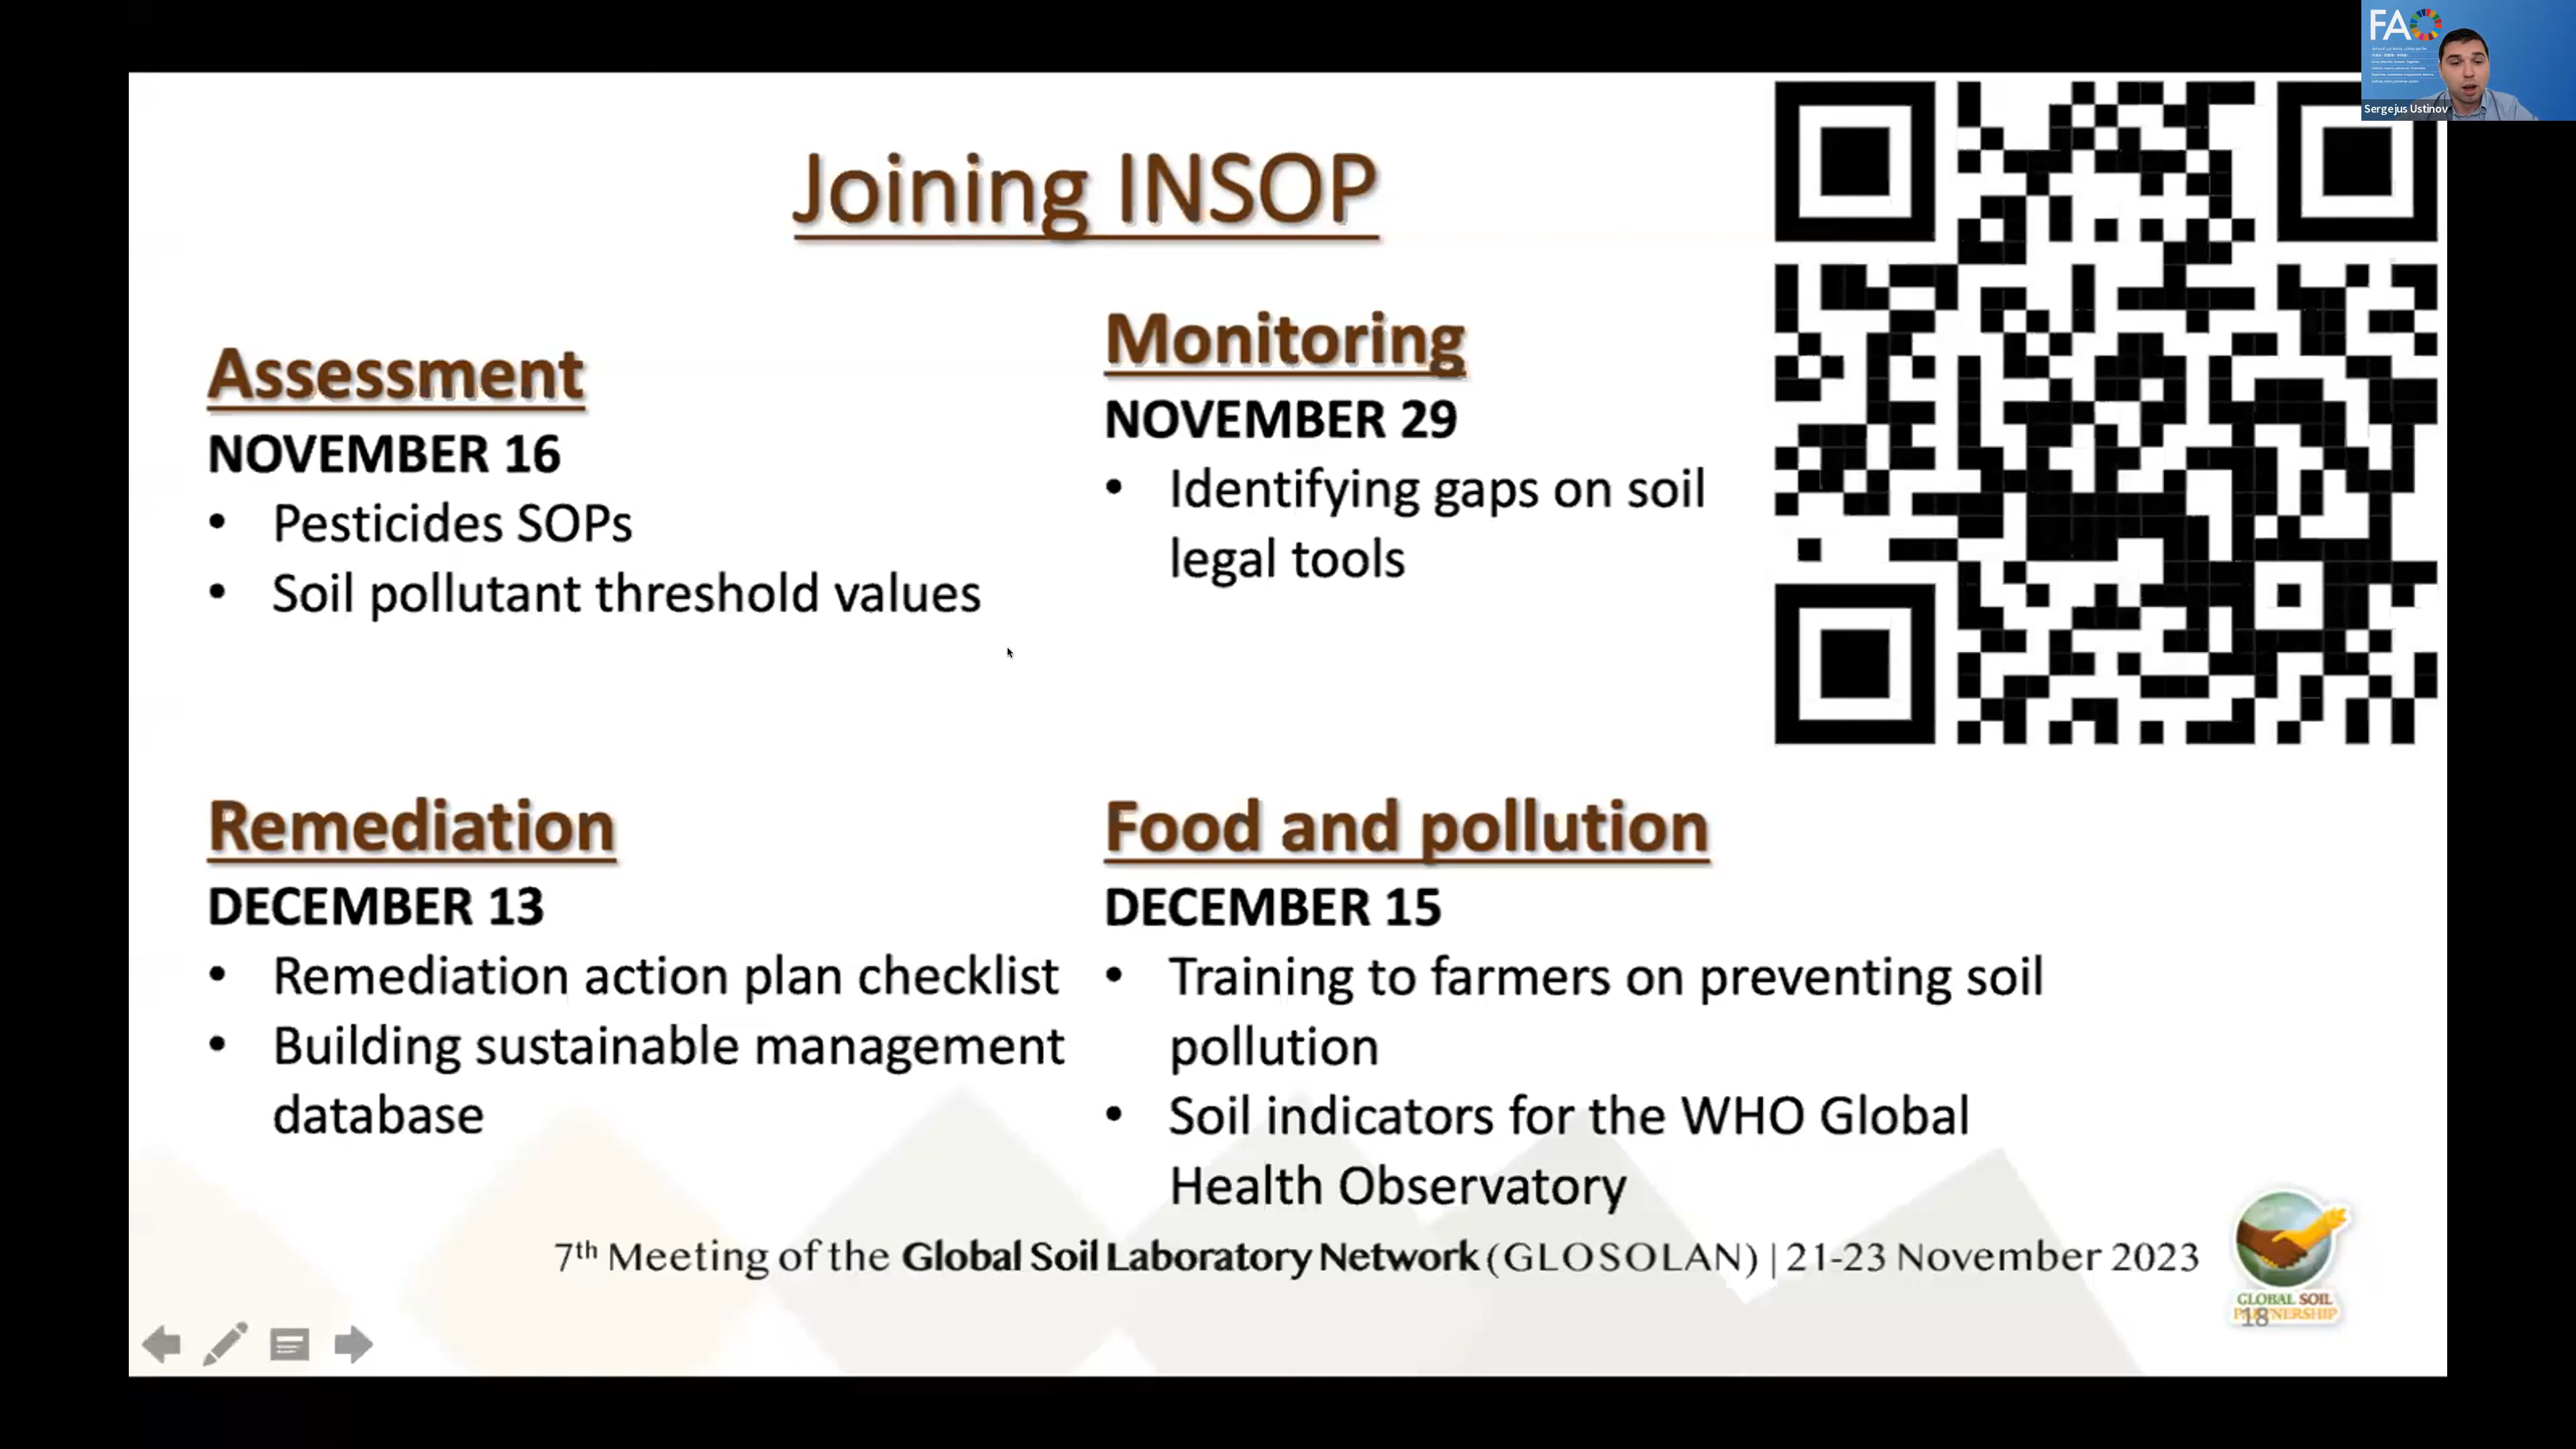 FAO
Sergejus Ustinov
Joining INSOP
Assessment
NOVEMBER 16
• Pesticides SOPs
• Soil pollutant threshold values
Monitoring
NOVEMBER 29
• Identifying gaps on soil
legal tools
Remediation
DECEMBER 13
• Remediation action plan checklist
• Building sustainable management
database
Food and pollution
DECEMBER 15
• Training to farmers on preventing soil
pollution
• Soil indicators for the WHO Global
Health Observatory
7th Meeting of the Global Soil Laboratory Network (GLOSOLAN) | 21-23 November 2023
GLOBAL SOIL
PARTNERSHIP
18